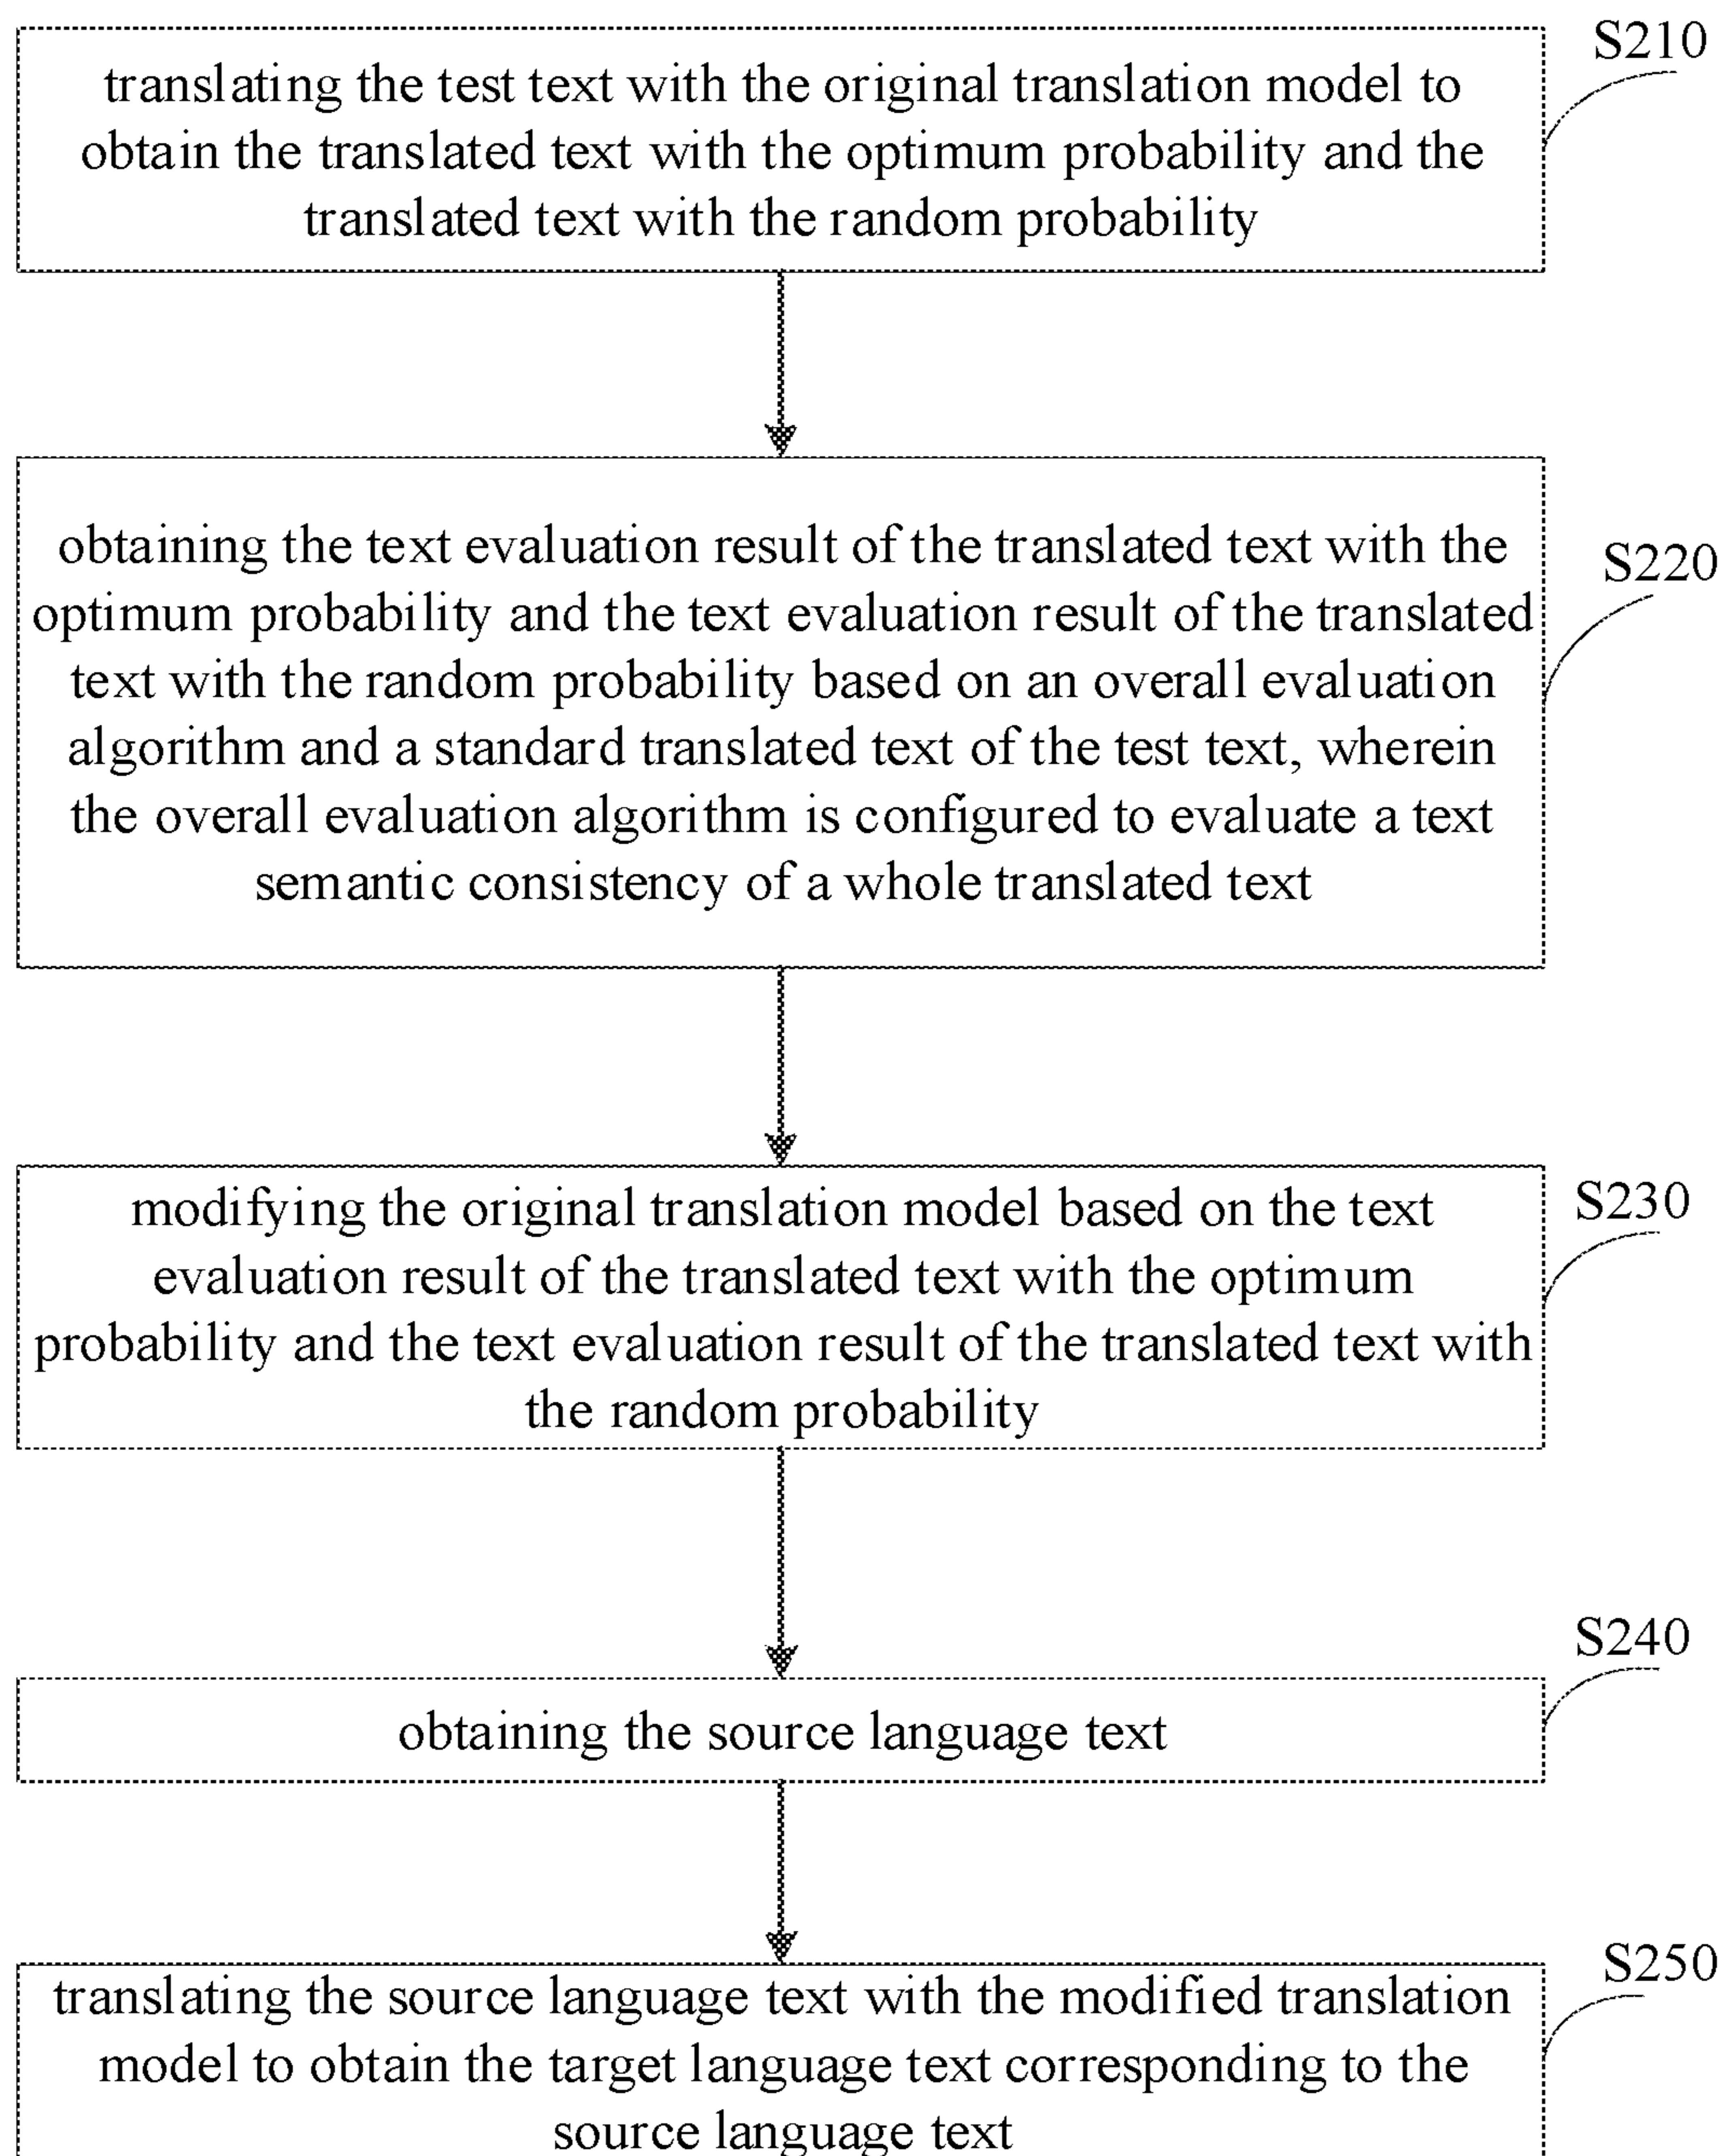 S210
translating the test text with the original translation model to
obtain the translated text with the optimum probability and the
translated text with the random probability
S220
obtaining the text evaluation result of the translated text with the
optimum probability and the text evaluation result of the translated
text with the random probability based on an overall evaluation
algorithm and a standard translated text of the test text, wherein
the overall evaluation algorithm is configured to evaluate a text
semantic consistency of a whole translated text
S230
modifying the original translation model based on the text
evaluation result of the translated text with the optimum
probability and the text evaluation result of the translated text with
the random probability
S240
obtaining the source language text
S250
translating the source language text with the modified translation
model to obtain the target language text corresponding to the
source language text